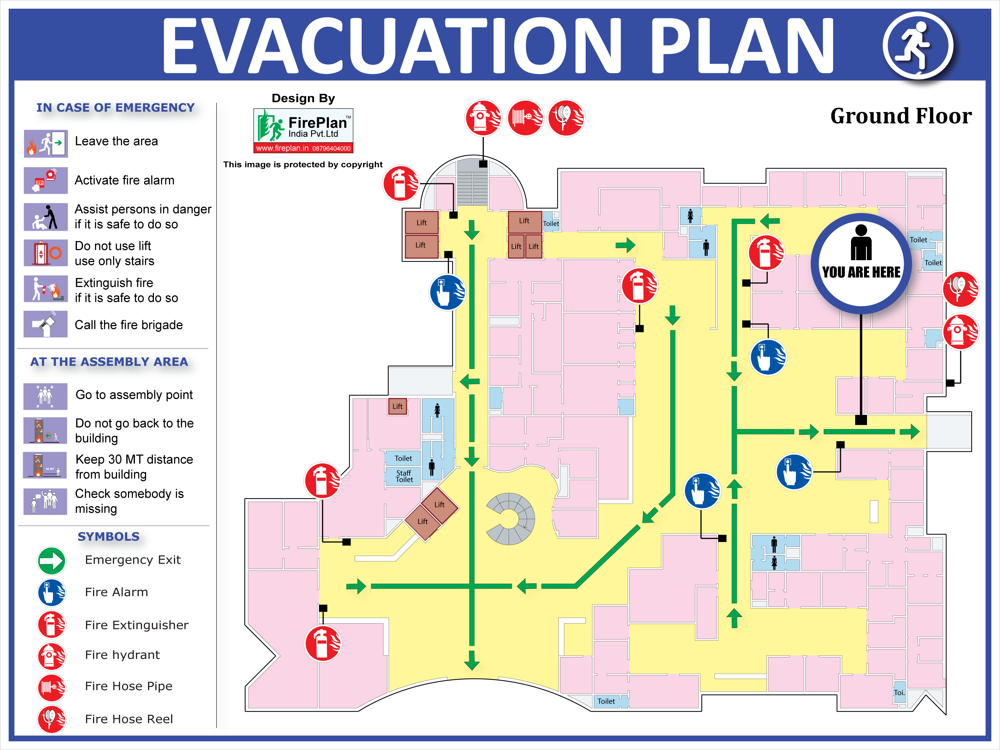 EVACUATION PLAN
IN CASE OF EMERGENCY
Leave the area
Activate fire alarm
Assist persons in danger
if it is safe to do so
Do not use lift
use only stairs
Extinguish fire
if it is safe to do so
Call the fire brigade
AT THE ASSEMBLY AREA
Go to assembly point
Do not go back to the
building
30 MT
Keep 30 MT distance
from building
Check somebody is
missing
SYMBOLS
Emergency Exit
Fire Alarm
Fire Extinguisher
Fire hydrant
Fire Hose Pipe
Fire Hose Reel
Design By
FirePlan™
India Pvt.Ltd
www.fireplan.in 08796404000
This image is protected by copyright
Ground Floor
Lift
Lift
Lift
Lift
Lift
Toilet
Toilet
Toilet
YOU ARE HERE
Lift
Toilet
Staff
Toilet
Lift
Lift
Toilet
Toi.